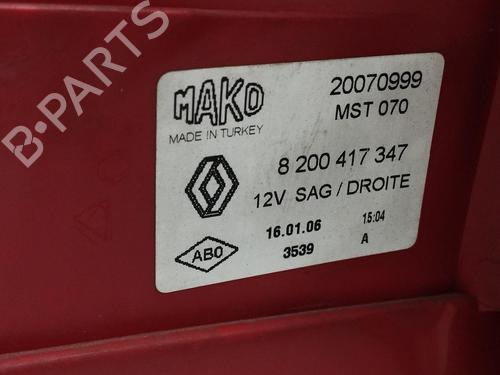 B-PARTS
MAKO
MADE IN TURKEY
20070999
MST 070
8 200 417 347
12V SAG / DROITE
16.01.06 15:04
3539 A
ABO